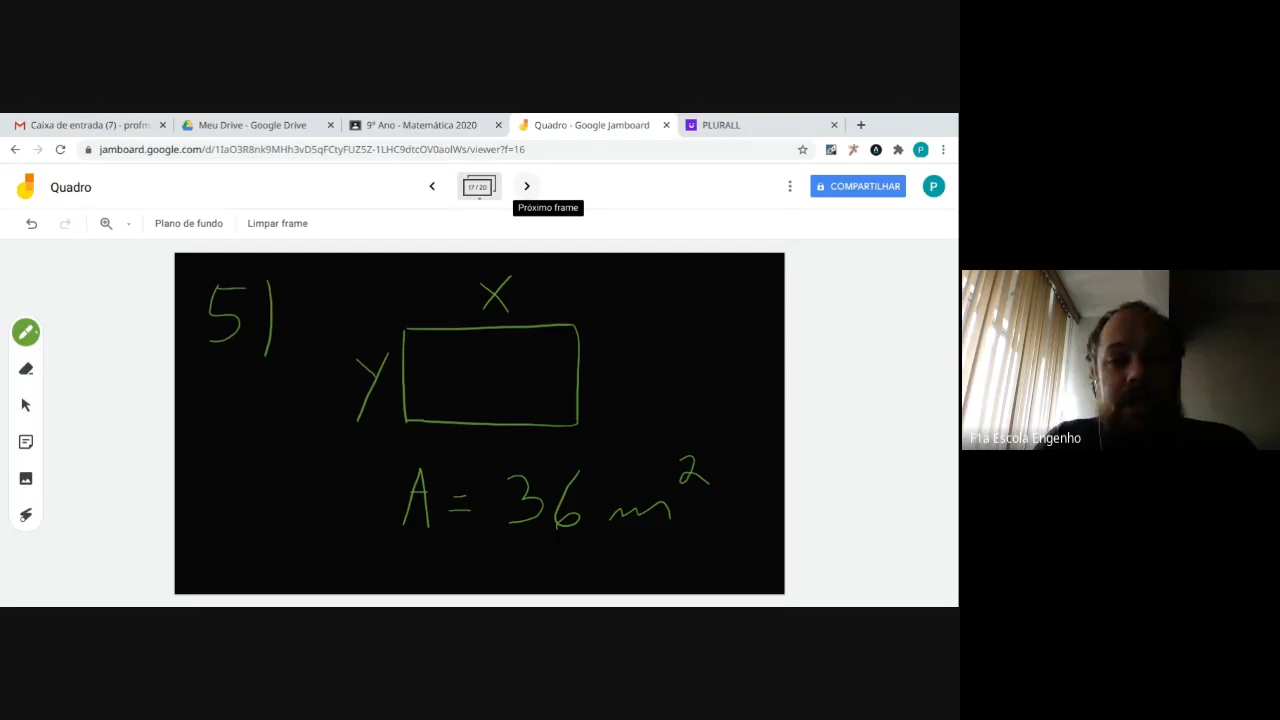 Caixa de entrada (7) - profm.
Meu Drive - Google Drive
9º Ano - Matemática 2020
Quadro - Google Jamboard
PLURALL
jamboard.google.com/d/1IaO3R8nk9MHh3vD5qFCtyFUZ5Z-1LHC9dtcOV0aolWs/viewer?f=16
A
P
Quadro
17 / 20
COMPARTILHAR
P
Próximo frame
Plano de fundo
Limpar frame
5)
x
y
A = 36 m²
F1a Escola Engenho